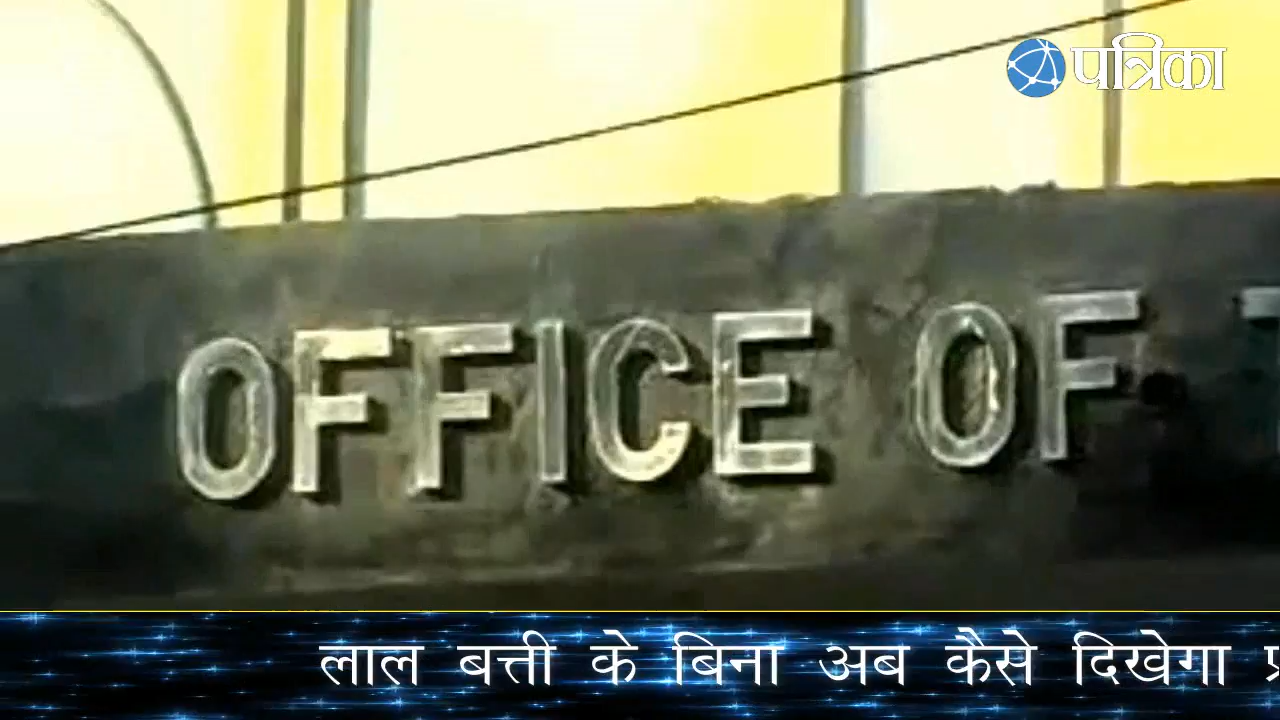 पत्रिका
OFFICE OF
लाल बत्ती के बिना अब कैसे दिखेगा